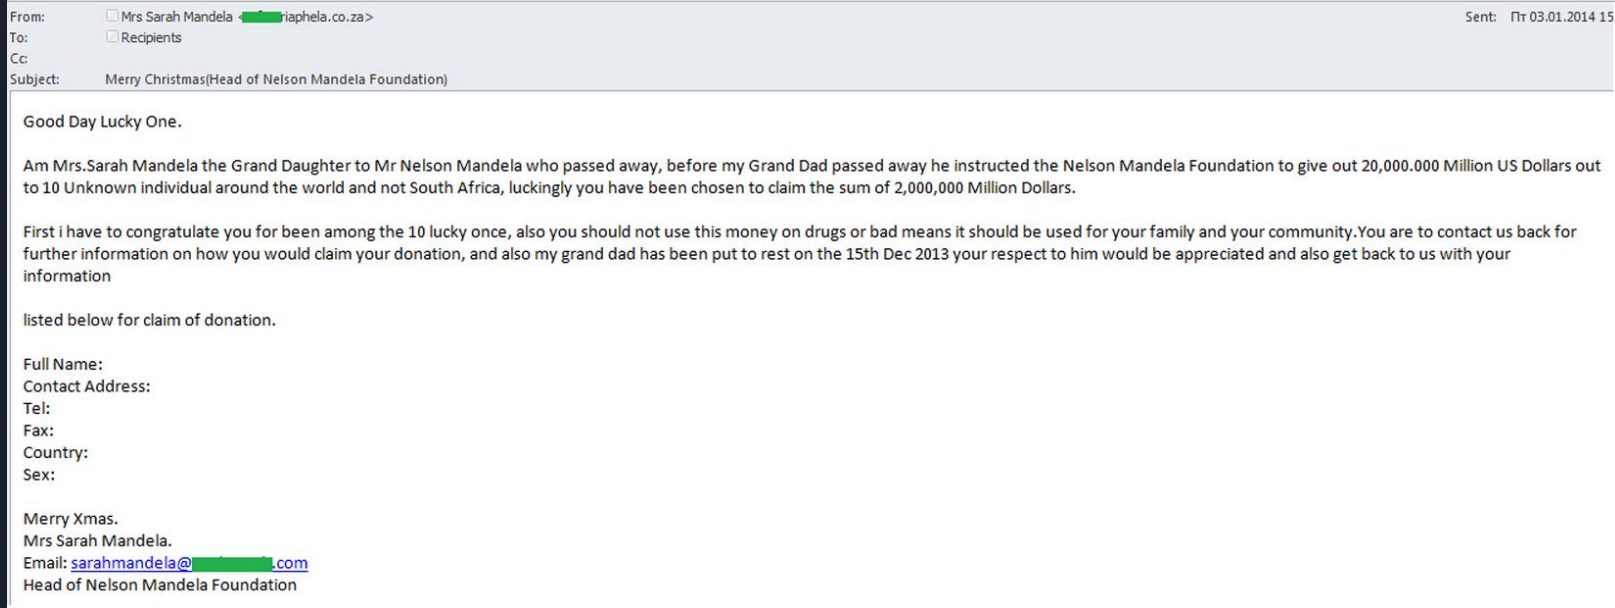 From: Mrs Sarah Mandela < riaphela.co.za> Sent: Пт 03.01.2014 15
To: Recipients
Cc:
Subject: Merry Christmas(Head of Nelson Mandela Foundation)
Good Day Lucky One.
Am Mrs.Sarah Mandela the Grand Daughter to Mr Nelson Mandela who passed away, before my Grand Dad passed away he instructed the Nelson Mandela Foundation to give out 20,000.000 Million US Dollars out
to 10 Unknown individual around the world and not South Africa, luckingly you have been chosen to claim the sum of 2,000,000 Million Dollars.
First i have to congratulate you for been among the 10 lucky once, also you should not use this money on drugs or bad means it should be used for your family and your community.You are to contact us back for
further information on how you would claim your donation, and also my grand dad has been put to rest on the 15th Dec 2013 your respect to him would be appreciated and also get back to us with your
information
listed below for claim of donation.
Full Name:
Contact Address:
Tel:
Fax:
Country:
Sex:
Merry Xmas.
Mrs Sarah Mandela.
Email: sarahmandela@ .com
Head of Nelson Mandela Foundation